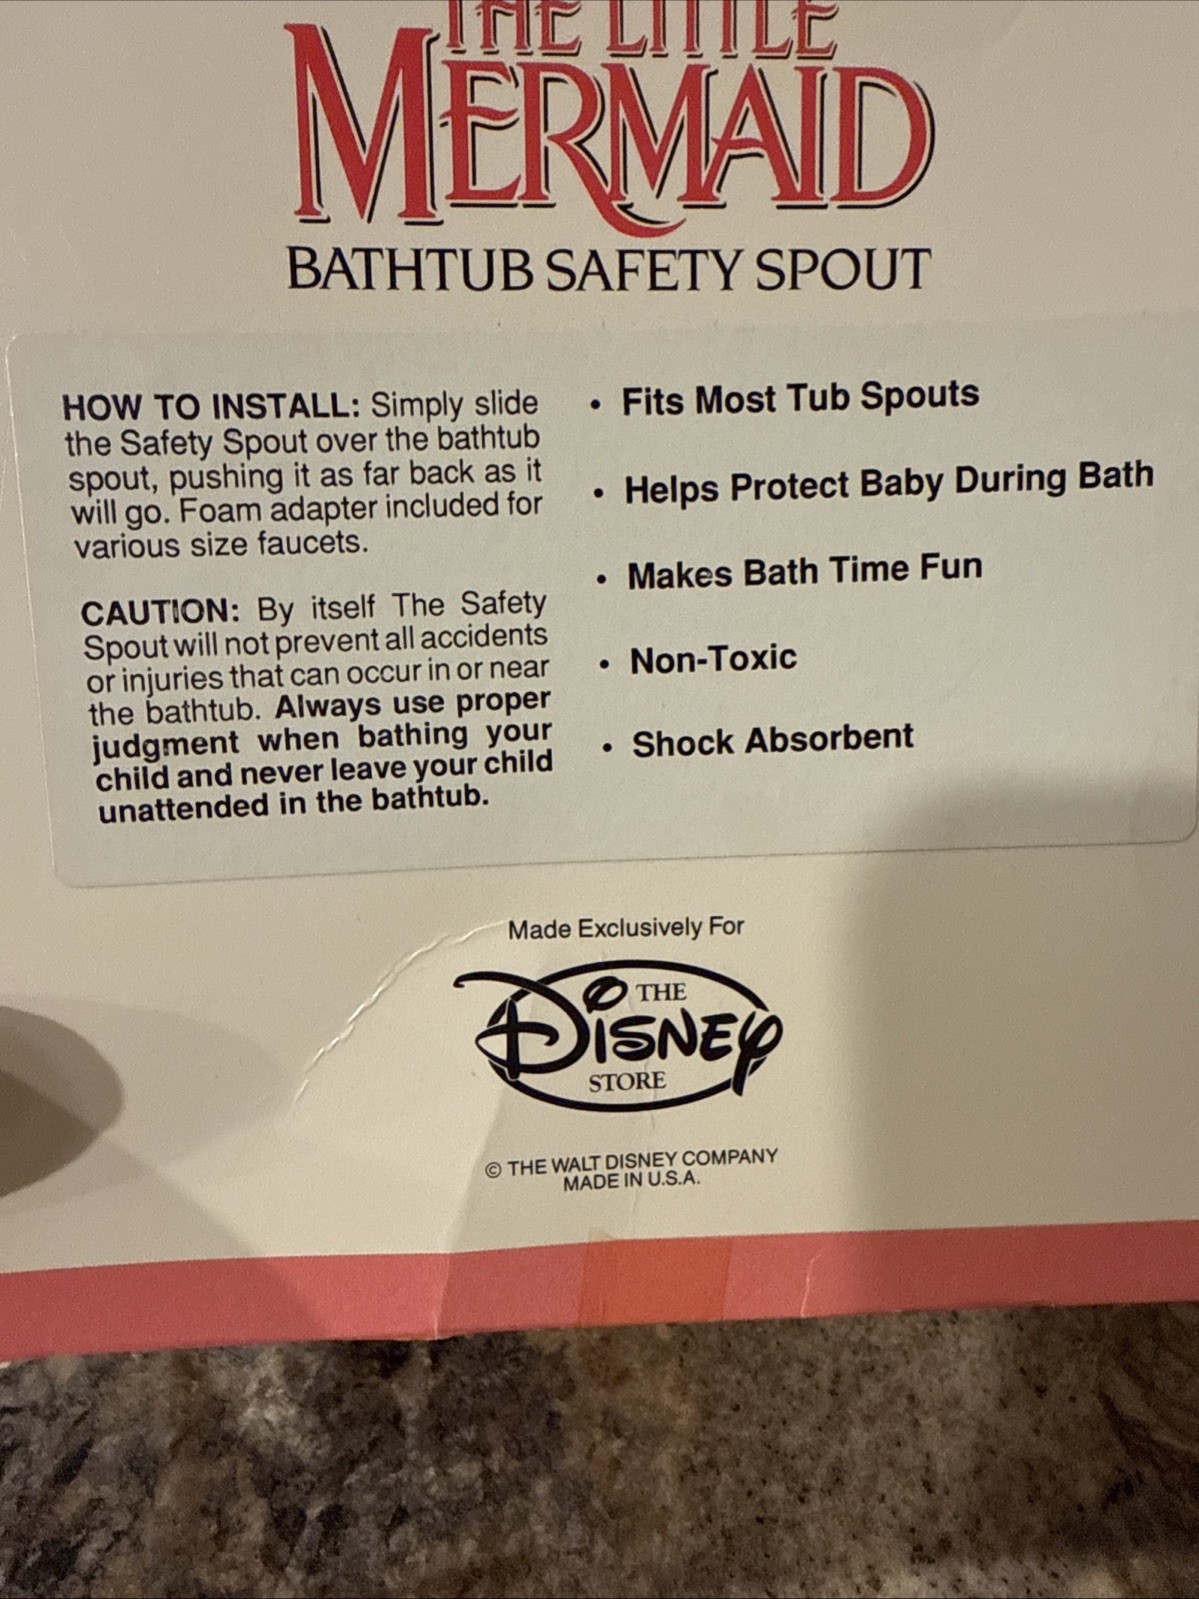 THE LITTLE
MERMAID
BATHTUB SAFETY SPOUT
HOW TO INSTALL: Simply slide
the Safety Spout over the bathtub
spout, pushing it as far back as it
will go. Foam adapter included for
various size faucets.
CAUTION: By itself The Safety
Spout will not prevent all accidents
or injuries that can occur in or near
the bathtub. Always use proper
judgment when bathing your
child and never leave your child
unattended in the bathtub.
• Fits Most Tub Spouts
• Helps Protect Baby During Bath
• Makes Bath Time Fun
• Non-Toxic
• Shock Absorbent
Made Exclusively For
THE
DISNEY
STORE
© THE WALT DISNEY COMPANY
MADE IN U.S.A.